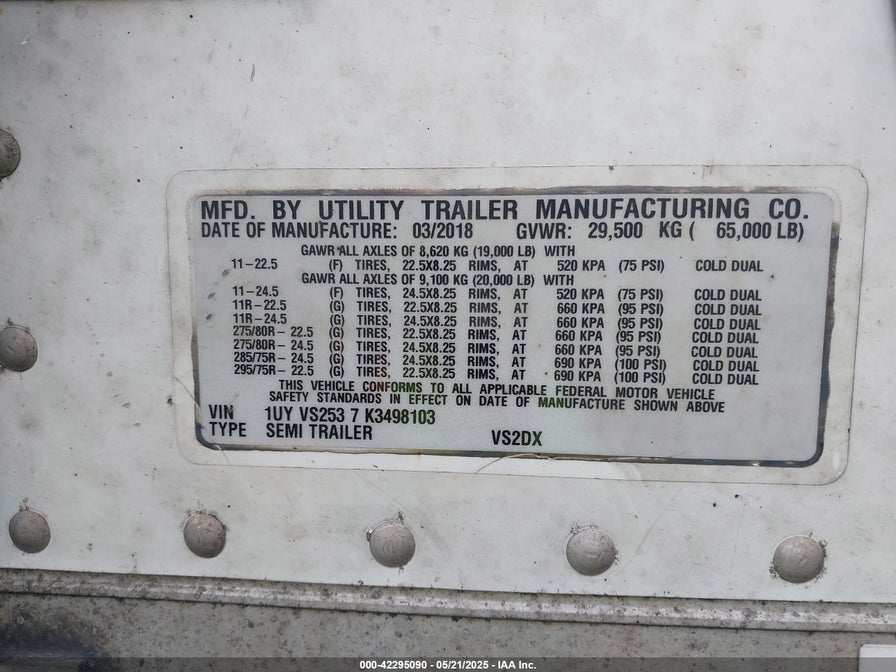 MFD. BY UTILITY TRAILER MANUFACTURING CO.
DATE OF MANUFACTURE: 03/2018 GVWR: 29,500 KG ( 65,000 LB)
GAWR ALL AXLES OF 8,620 KG (19,000 LB) WITH
11-22.5 (F) TIRES, 22.5X8.25 RIMS, AT 520 KPA (75 PSI) COLD DUAL
GAWR ALL AXLES OF 9,100 KG (20,000 LB) WITH
11-24.5 (F) TIRES, 24.5X8.25 RIMS, AT 520 KPA (75 PSI) COLD DUAL
11R-22.5 (G) TIRES, 22.5X8.25 RIMS, AT 660 KPA (95 PSI) COLD DUAL
11R-24.5 (G) TIRES, 24.5X8.25 RIMS, AT 660 KPA (95 PSI) COLD DUAL
275/80R-22.5 (G) TIRES, 22.5X8.25 RIMS, AT 660 KPA (95 PSI) COLD DUAL
275/80R-24.5 (G) TIRES, 24.5X8.25 RIMS, AT 660 KPA (95 PSI) COLD DUAL
285/75R-24.5 (G) TIRES, 24.5X8.25 RIMS, AT 690 KPA (100 PSI) COLD DUAL
295/75R-22.5 (G) TIRES, 22.5X8.25 RIMS, AT 690 KPA (100 PSI) COLD DUAL
THIS VEHICLE CONFORMS TO ALL APPLICABLE FEDERAL MOTOR VEHICLE
SAFETY STANDARDS IN EFFECT ON DATE OF MANUFACTURE SHOWN ABOVE
VIN 1UY VS253 7 K3498103
TYPE SEMI TRAILER VS2DX
000-42295090 - 05/21/2025 - IAA Inc.